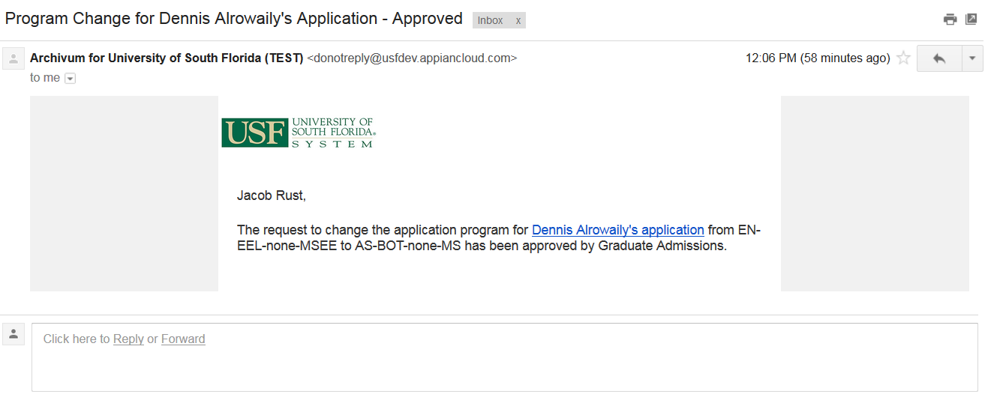 Program Change for Dennis Alrowaily's Application - Approved Inbox x
Archivum for University of South Florida (TEST) <donotreply@usfdev.appiancloud.com> 12:06 PM (58 minutes ago)
to me
USF UNIVERSITY OF
SOUTH FLORIDA®
SYSTEM
Jacob Rust,
The request to change the application program for Dennis Alrowaily's application from EN-
EEL-none-MSEE to AS-BOT-none-MS has been approved by Graduate Admissions.
Click here to Reply or Forward